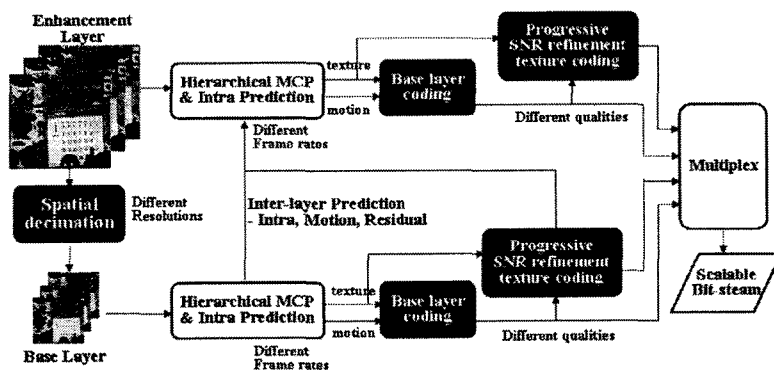 Enhancement
Layer
Hierarchical MCP
& Intra Prediction
texture
motion
Base layer
coding
Progressive
SNR refinement
texture coding
Different
Frame rates
Different qualities
Multiplex
Spatial
decimation
Different
Resolutions
Inter-layer Prediction
- Intra, Motion, Residual
Progressive
SNR refinement
texture coding
Scalable
Bit-steam
Hierarchical MCP
& Intra Prediction
texture
motion
Base layer
coding
Different qualities
Base Layer
Different
Frame rates